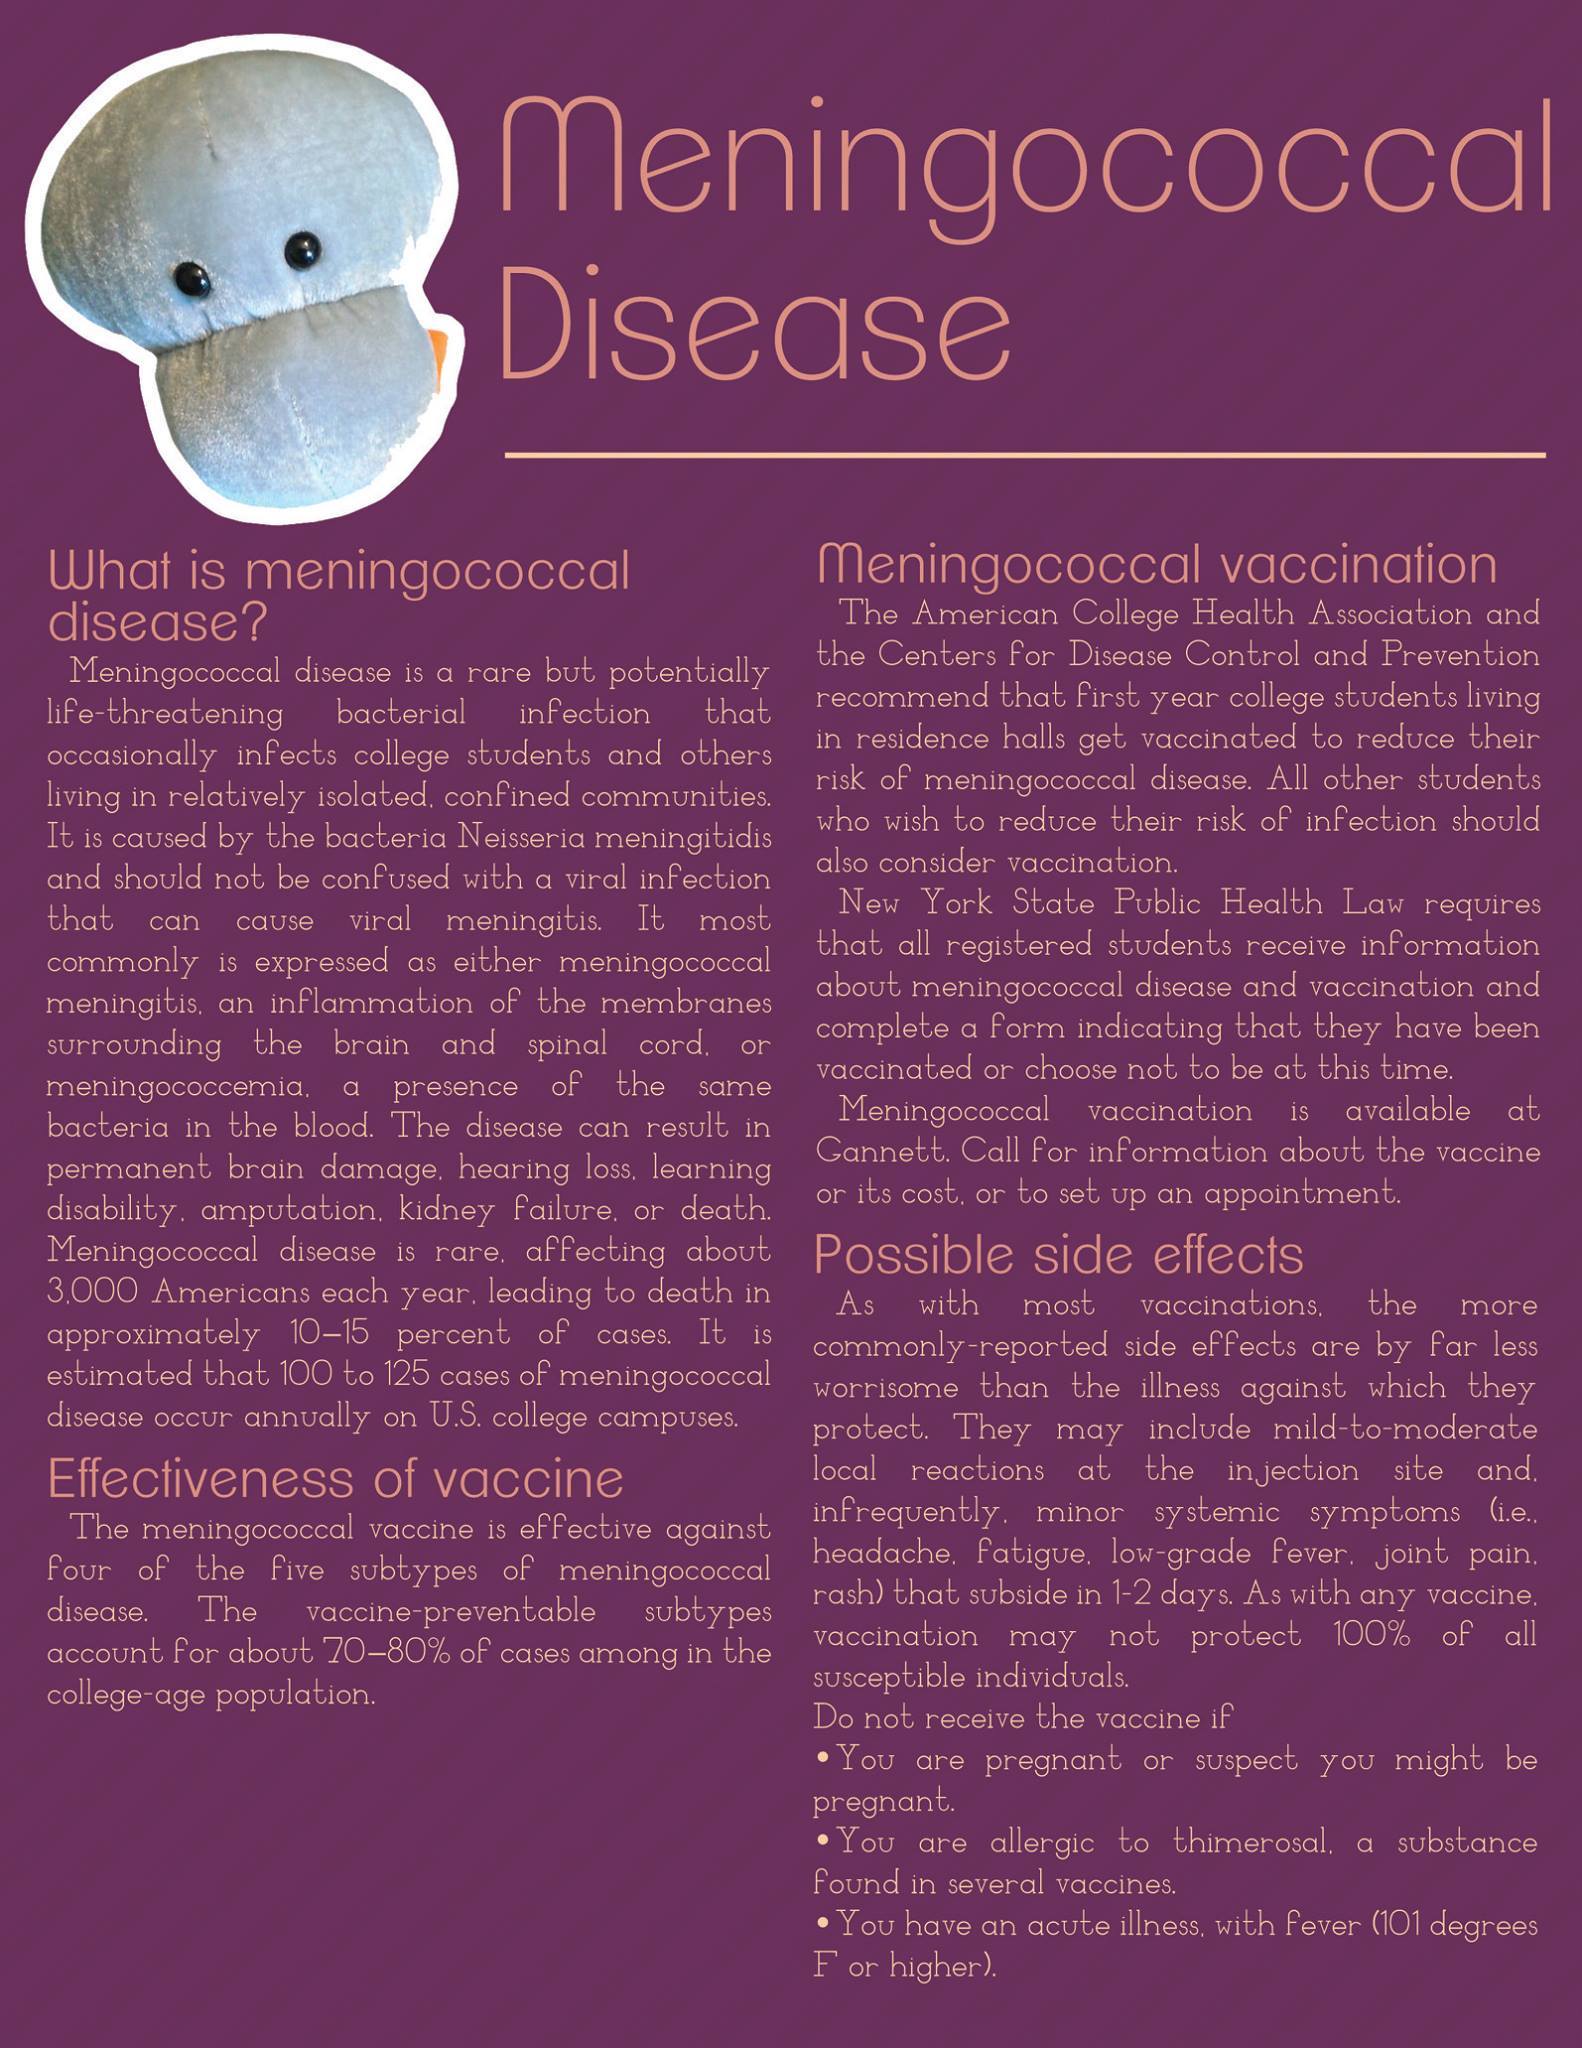 Meningococcal
Disease
What is meningococcal
disease?
Meningococcal disease is a rare but potentially
life-threatening bacterial infection that
occasionally infects college students and others
living in relatively isolated, confined communities.
It is caused by the bacteria Neisseria meningitidis
and should not be confused with a viral infection
that can cause viral meningitis. It most
commonly is expressed as either meningococcal
meningitis, an inflammation of the membranes
surrounding the brain and spinal cord, or
meningococcemia, a presence of the same
bacteria in the blood. The disease can result in
permanent brain damage, hearing loss, learning
disability, amputation, kidney failure, or death.
Meningococcal disease is rare, affecting about
3,000 Americans each year, leading to death in
approximately 10–15 percent of cases. It is
estimated that 100 to 125 cases of meningococcal
disease occur annually on U.S. college campuses.
Effectiveness of vaccine
The meningococcal vaccine is effective against
four of the five subtypes of meningococcal
disease. The vaccine-preventable subtypes
account for about 70–80% of cases among in the
college-age population.
Meningococcal vaccination
The American College Health Association and
the Centers for Disease Control and Prevention
recommend that first year college students living
in residence halls get vaccinated to reduce their
risk of meningococcal disease. All other students
who wish to reduce their risk of infection should
also consider vaccination.
New York State Public Health Law requires
that all registered students receive information
about meningococcal disease and vaccination and
complete a form indicating that they have been
vaccinated or choose not to be at this time.
Meningococcal vaccination is available at
Gannett. Call for information about the vaccine
or its cost, or to set up an appointment.
Possible side effects
As with most vaccinations, the more
commonly-reported side effects are by far less
worrisome than the illness against which they
protect. They may include mild-to-moderate
local reactions at the injection site and,
infrequently, minor systemic symptoms (i.e.,
headache, fatigue, low-grade fever, joint pain,
rash) that subside in 1-2 days. As with any vaccine,
vaccination may not protect 100% of all
susceptible individuals.
Do not receive the vaccine if
•You are pregnant or suspect you might be
pregnant.
•You are allergic to thimerosal, a substance
found in several vaccines.
•You have an acute illness, with fever (101 degrees
F or higher).